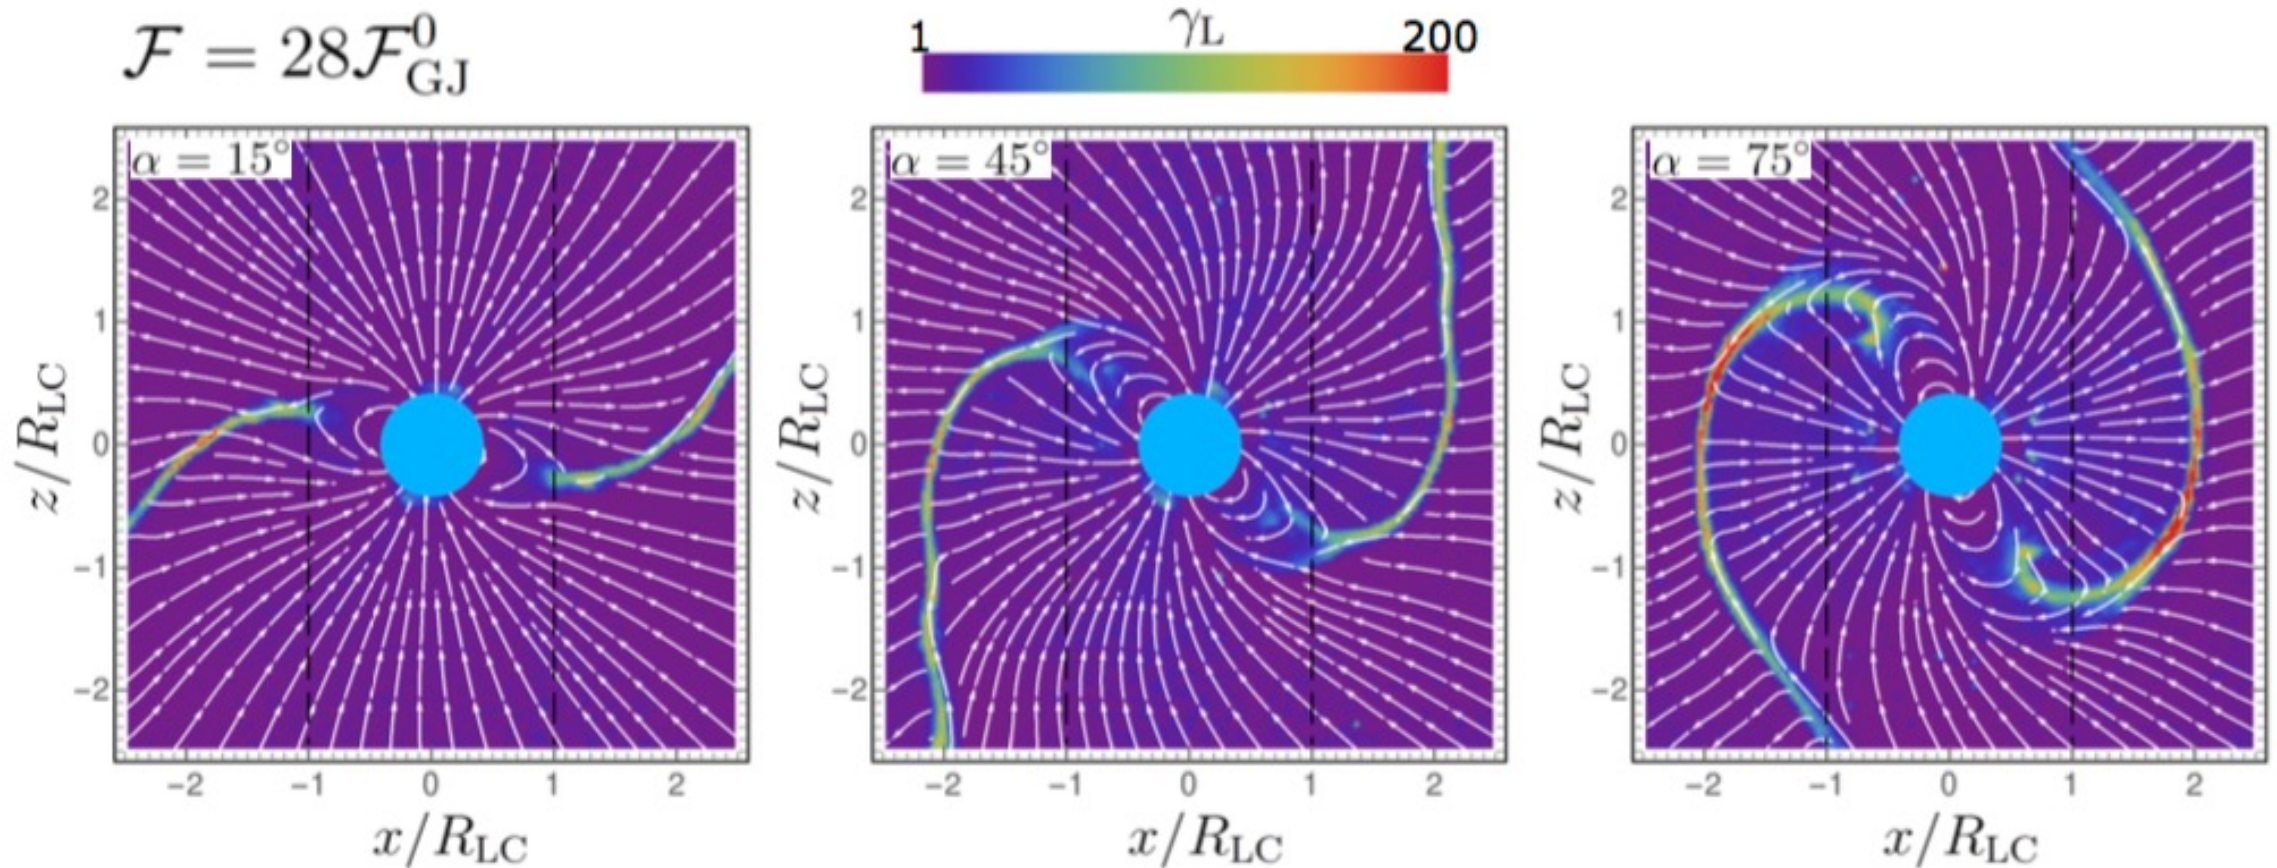 ℱ = 28ℱ⁰_GJ
γ_L
1 200
α = 15°
α = 45°
α = 75°
z/R_LC
2
1
0
−1
−2
−2 −1 0 1 2
x/R_LC
z/R_LC
2
1
0
−1
−2
−2 −1 0 1 2
x/R_LC
z/R_LC
2
1
0
−1
−2
−2 −1 0 1 2
x/R_LC